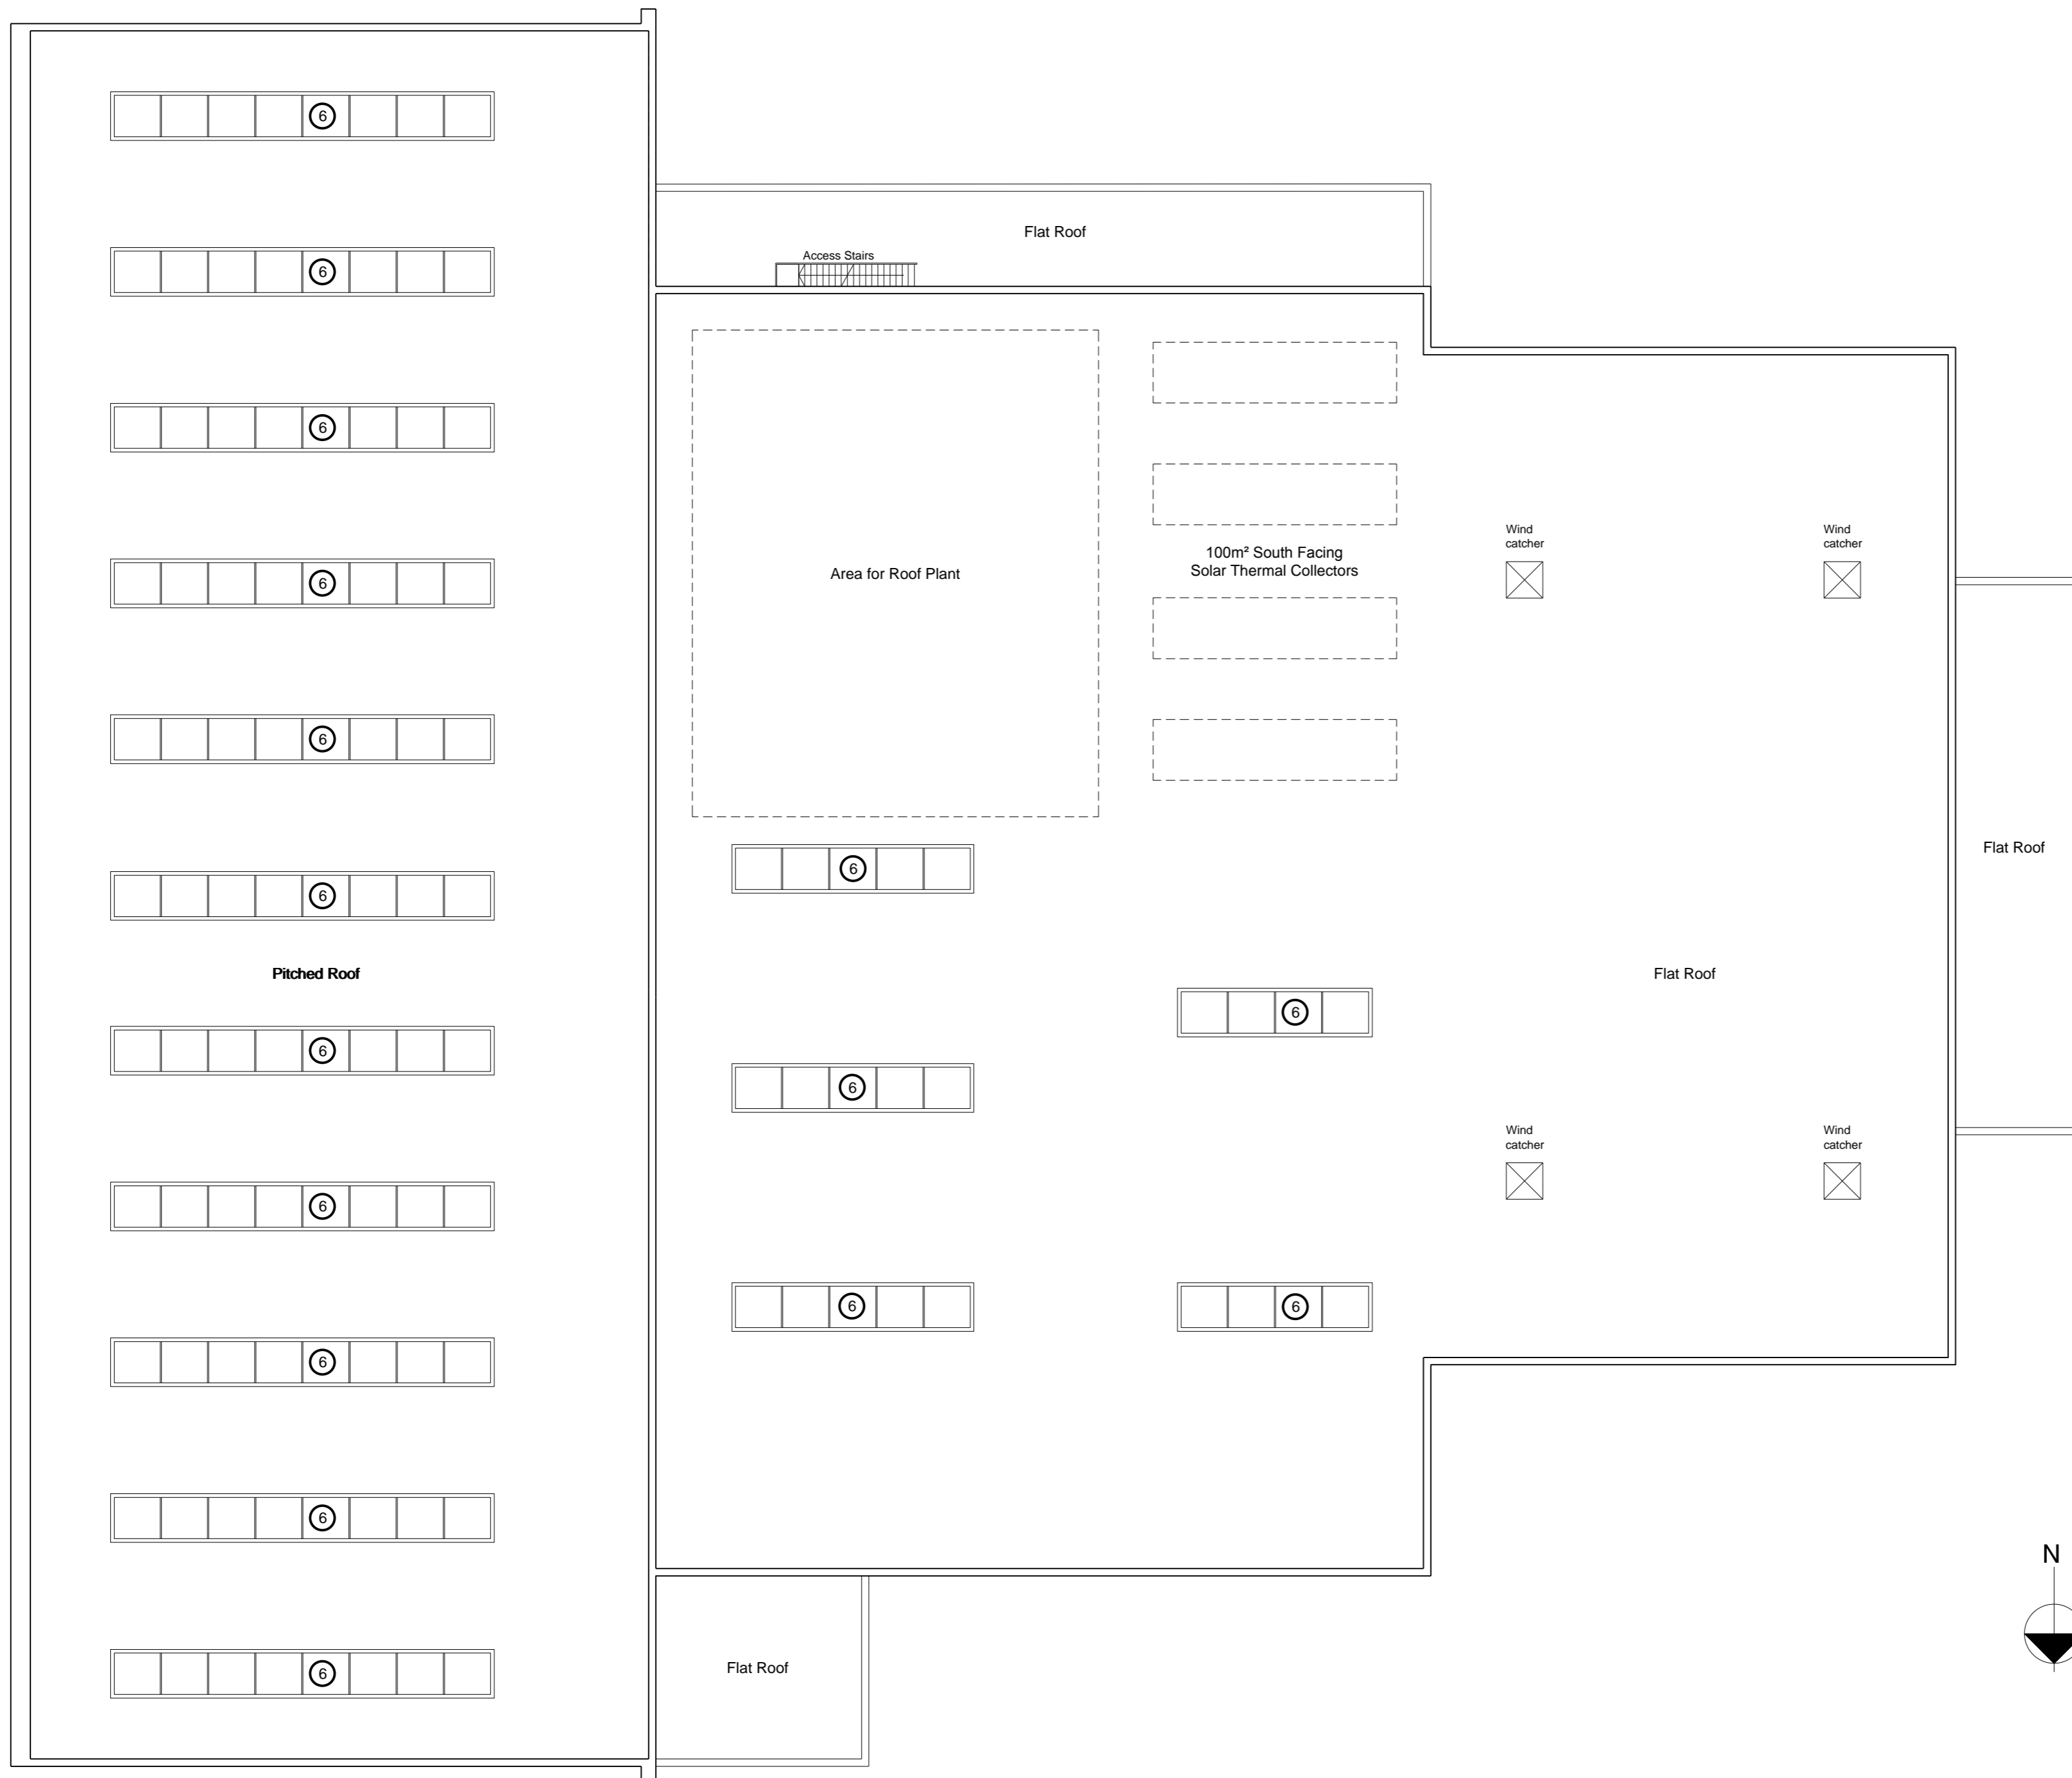 6
6
Flat Roof
Access Stairs
6
6
Wind
catcher
Wind
catcher
100m² South Facing
Solar Thermal Collectors
Area for Roof Plant
6
6
Flat Roof
6
6
Pitched Roof
Flat Roof
6
6
6
Wind
catcher
Wind
catcher
6
6
6
6
N
6
Flat Roof
6